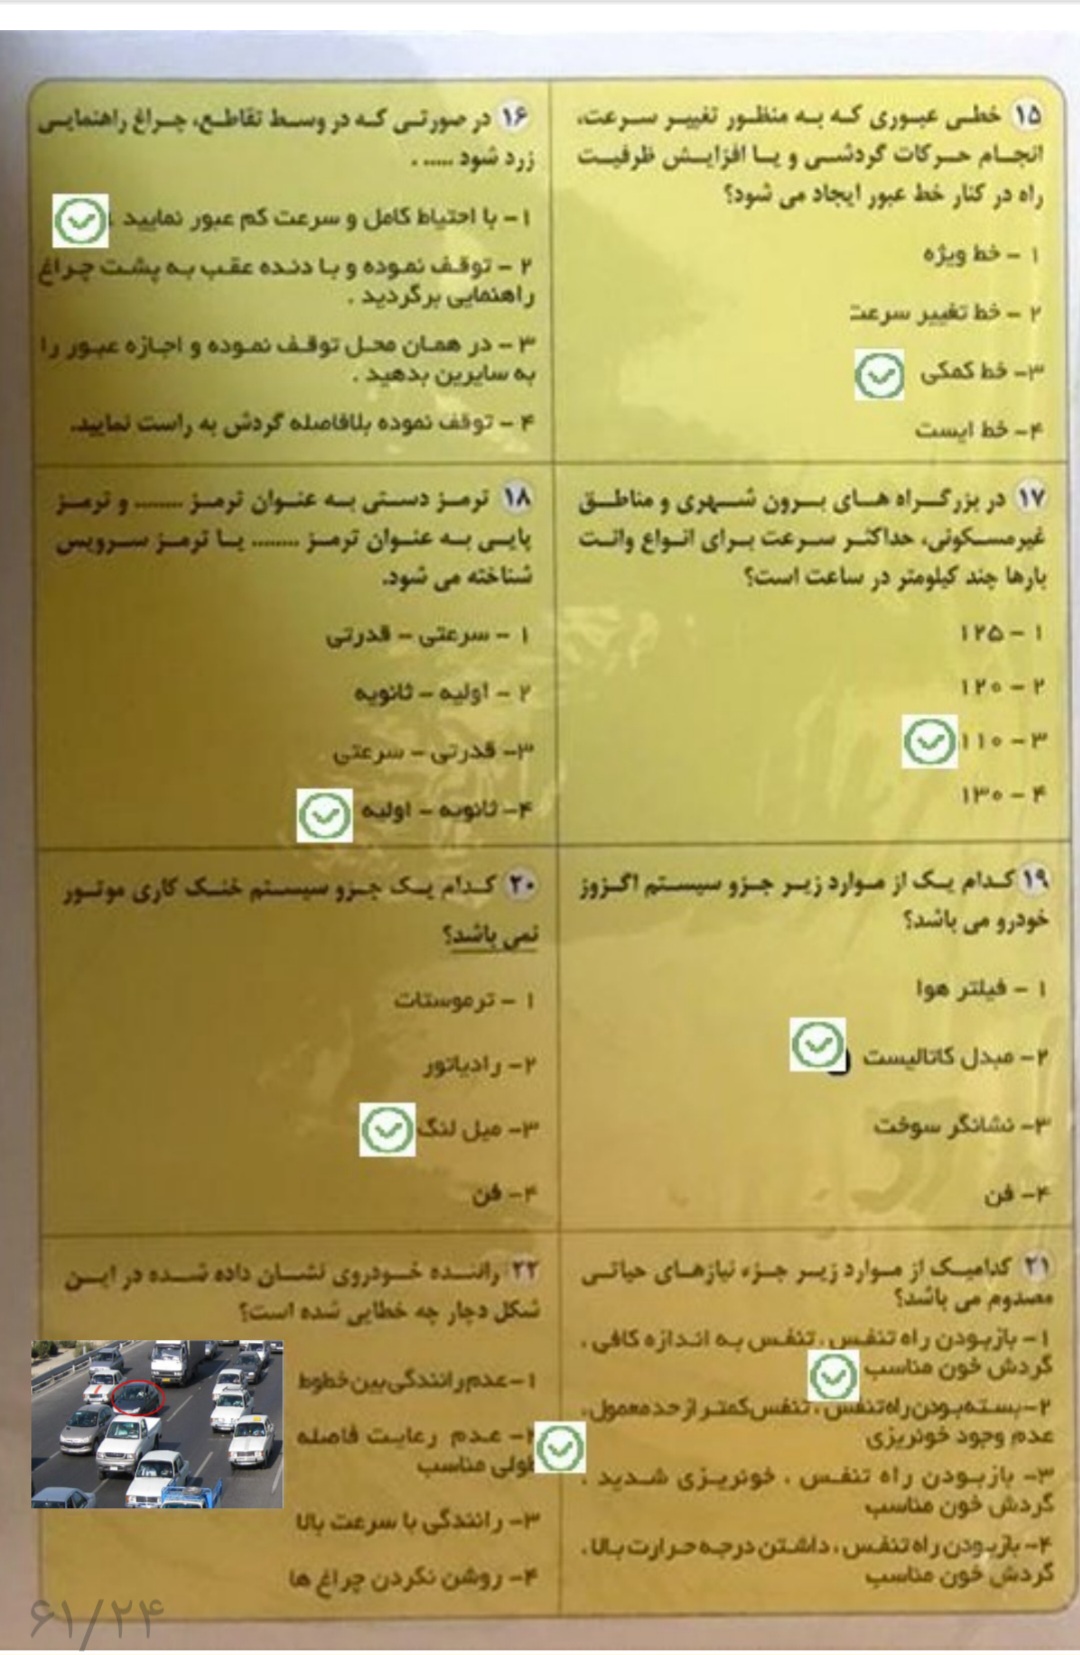 ۱۵ خطی عبوری که به منظور تغییر سرعت،
انجام حرکات گردشی و یا افزایش ظرفیت
راه در کنار خط عبور ایجاد می شود؟
۱ - خط ویژه
۲ - خط تغییر سرعت
۳- خط کمکی
۴- خط ایست
۱۶ در صورتی که در وسط تقاطع، چراغ راهنمایی
زرد شود ..... .
۱- با احتیاط کامل و سرعت کم عبور نمایید .
۲ - توقف نموده و با دنده عقب به پشت چراغ
راهنمایی برگردید .
۳ - در همان محل توقف نموده و اجازه عبور را
به سایرین بدهید .
۴ - توقف نموده بلافاصله گردش به راست نمایید.
۱۷ در بزرگراه های برون شهری و مناطق
غیرمسکونی، حداکثر سرعت برای انواع وانت
بارها چند کیلومتر در ساعت است؟
۱ - ۱۲۵
۲ - ۱۲۰
۳ - ۱۱۰
۴ - ۱۳۰
۱۸ ترمز دستی به عنوان ترمز ........ و ترمز
پایی به عنوان ترمز ........ یا ترمز سرویس
شناخته می شود.
۱ - سرعتی - قدرتی
۲ - اولیه - ثانویه
۳- قدرتی - سرعتی
۴- ثانویه - اولیه
۱۹ کدام یک از موارد زیر جزو سیستم اگزوز
خودرو می باشد؟
۱ - فیلتر هوا
۲- مبدل کاتالیست
۳- نشانگر سوخت
۴- فن
۲۰ کدام یک جزو سیستم خنک کاری موتور
نمی باشد؟
۱ - ترموستات
۲- رادیاتور
۳- میل لنگ
۴- فن
۲۱ کدامیک از موارد زیر جزء نیازهای حیاتی
مصدوم می باشد؟
۱- بازبودن راه تنفس ، تنفس به اندازه کافی ،
گردش خون مناسب
۲- بسته‌بودن راه تنفس ، تنفس کمتر از حد معمول ،
عدم وجود خونریزی
۳- بازبودن راه تنفس ، خونریزی شدید ،
گردش خون مناسب
۴- بازبودن راه تنفس ، داشتن درجه حرارت بالا ،
گردش خون مناسب
۲۲ راننده خودروی نشان داده شده در این
شکل دچار چه خطایی شده است؟
۱- عدم رانندگی بین خطوط
۲- عدم رعایت فاصله
طولی مناسب
۳- رانندگی با سرعت بالا
۴- روشن نکردن چراغ ها
۶۱/۲۴